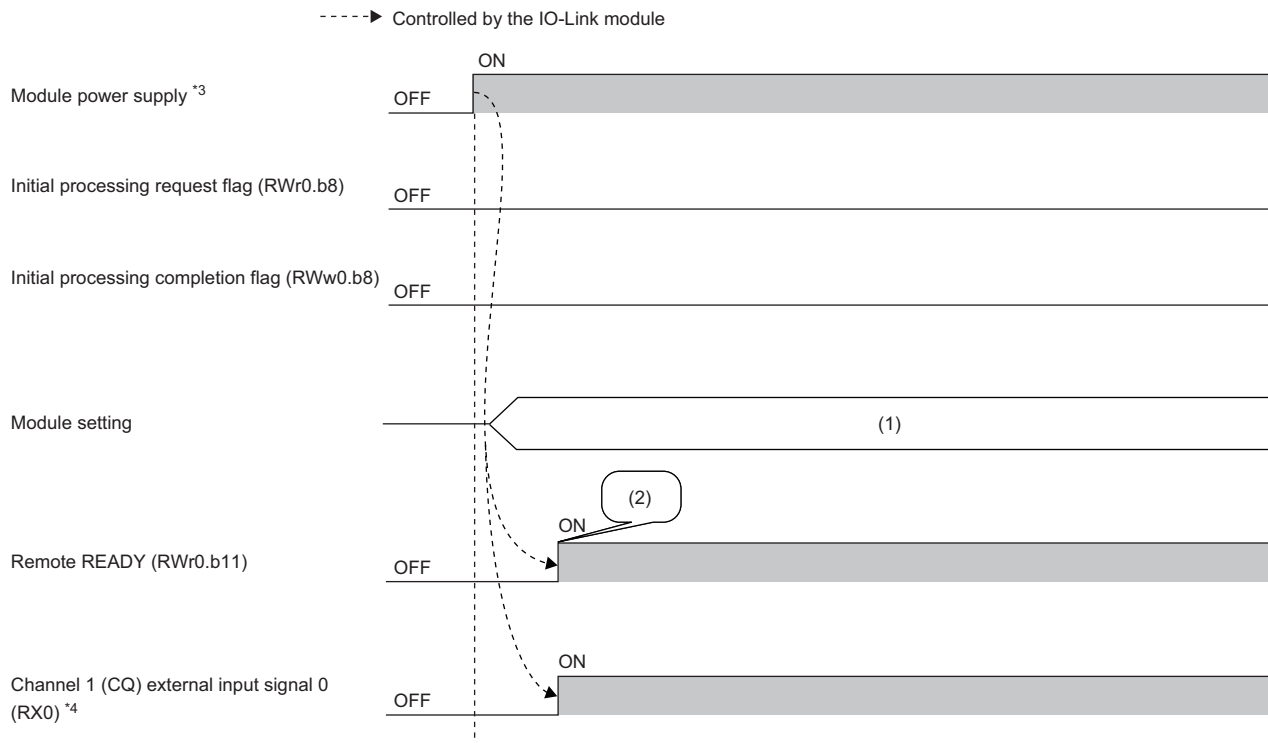 Controlled by the IO-Link module
ON
Module power supply *3
OFF
Initial processing request flag (RWr0.b8)
OFF
Initial processing completion flag (RWw0.b8)
OFF
Module setting
(1)
(2)
ON
Remote READY (RWr0.b11)
OFF
ON
Channel 1 (CQ) external input signal 0
(RX0) *4
OFF